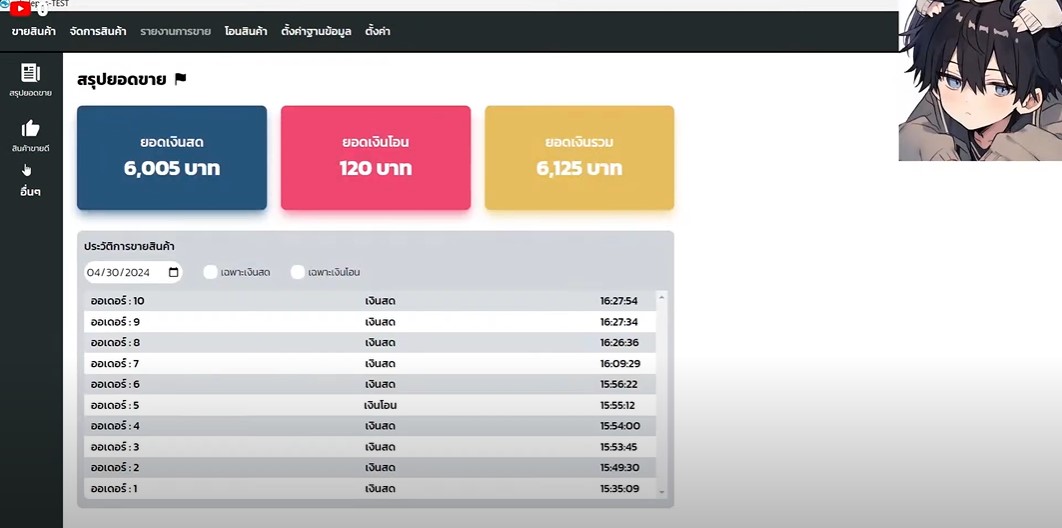 -TEST
ขายสินค้า จัดการสินค้า รายงานการขาย โอนสินค้า ตั้งค่าฐานข้อมูล ตั้งค่า
สรุปยอดขาย
สินค้าขายดี
อื่นๆ
สรุปยอดขาย
ยอดเงินสด
6,005 บาท
ยอดเงินโอน
120 บาท
ยอดเงินรวม
6,125 บาท
ประวัติการขายสินค้า
04/30/2024 เฉพาะเงินสด เฉพาะเงินโอน
ออเดอร์ : 10 เงินสด 16:27:54
ออเดอร์ : 9 เงินสด 16:27:34
ออเดอร์ : 8 เงินสด 16:26:36
ออเดอร์ : 7 เงินสด 16:09:29
ออเดอร์ : 6 เงินสด 15:56:22
ออเดอร์ : 5 เงินโอน 15:55:12
ออเดอร์ : 4 เงินสด 15:54:00
ออเดอร์ : 3 เงินสด 15:53:45
ออเดอร์ : 2 เงินสด 15:49:30
ออเดอร์ : 1 เงินสด 15:35:09